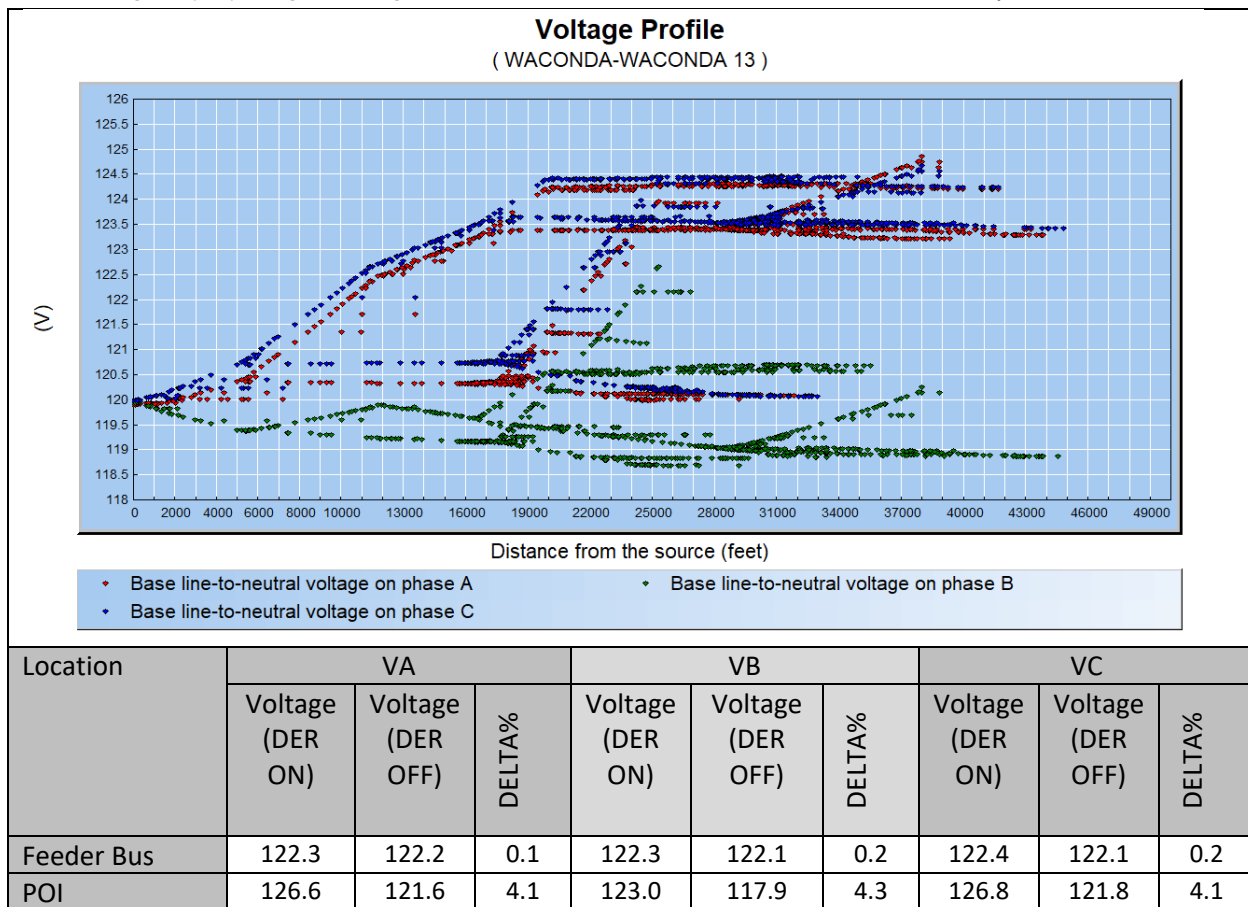 Voltage Profile
( WACONDA-WACONDA 13 )
126
125.5
125
124.5
124
123.5
123
122.5
122
121.5
121
120.5
120
119.5
119
118.5
118
(V)
0 2000 4000 6000 8000 10000 13000 16000 19000 22000 25000 28000 31000 34000 37000 40000 43000 46000 49000
Distance from the source (feet)
Base line-to-neutral voltage on phase A Base line-to-neutral voltage on phase B
Base line-to-neutral voltage on phase C
Location VA VB VC
Voltage (DER ON) Voltage (DER OFF) DELTA% Voltage (DER ON) Voltage (DER OFF) DELTA% Voltage (DER ON) Voltage (DER OFF) DELTA%
Feeder Bus 122.3 122.2 0.1 122.3 122.1 0.2 122.4 122.1 0.2
POI 126.6 121.6 4.1 123.0 117.9 4.3 126.8 121.8 4.1